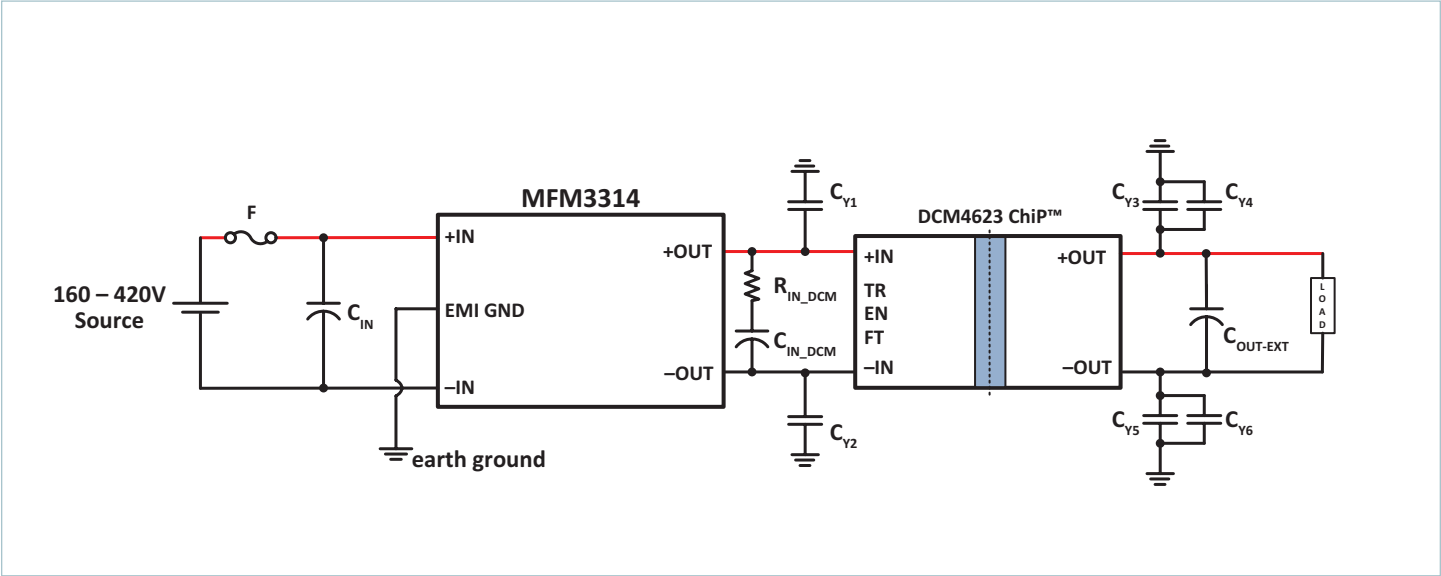 MFM3314
DCM4623 ChiP™
F
160 – 420V
Source
C_IN
+IN
EMI GND
–IN
+OUT
–OUT
earth ground
C_Y1
R_IN_DCM
C_IN_DCM
C_Y2
+IN
TR
EN
FT
–IN
+OUT
–OUT
C_Y3
C_Y4
C_OUT-EXT
LOAD
C_Y5
C_Y6